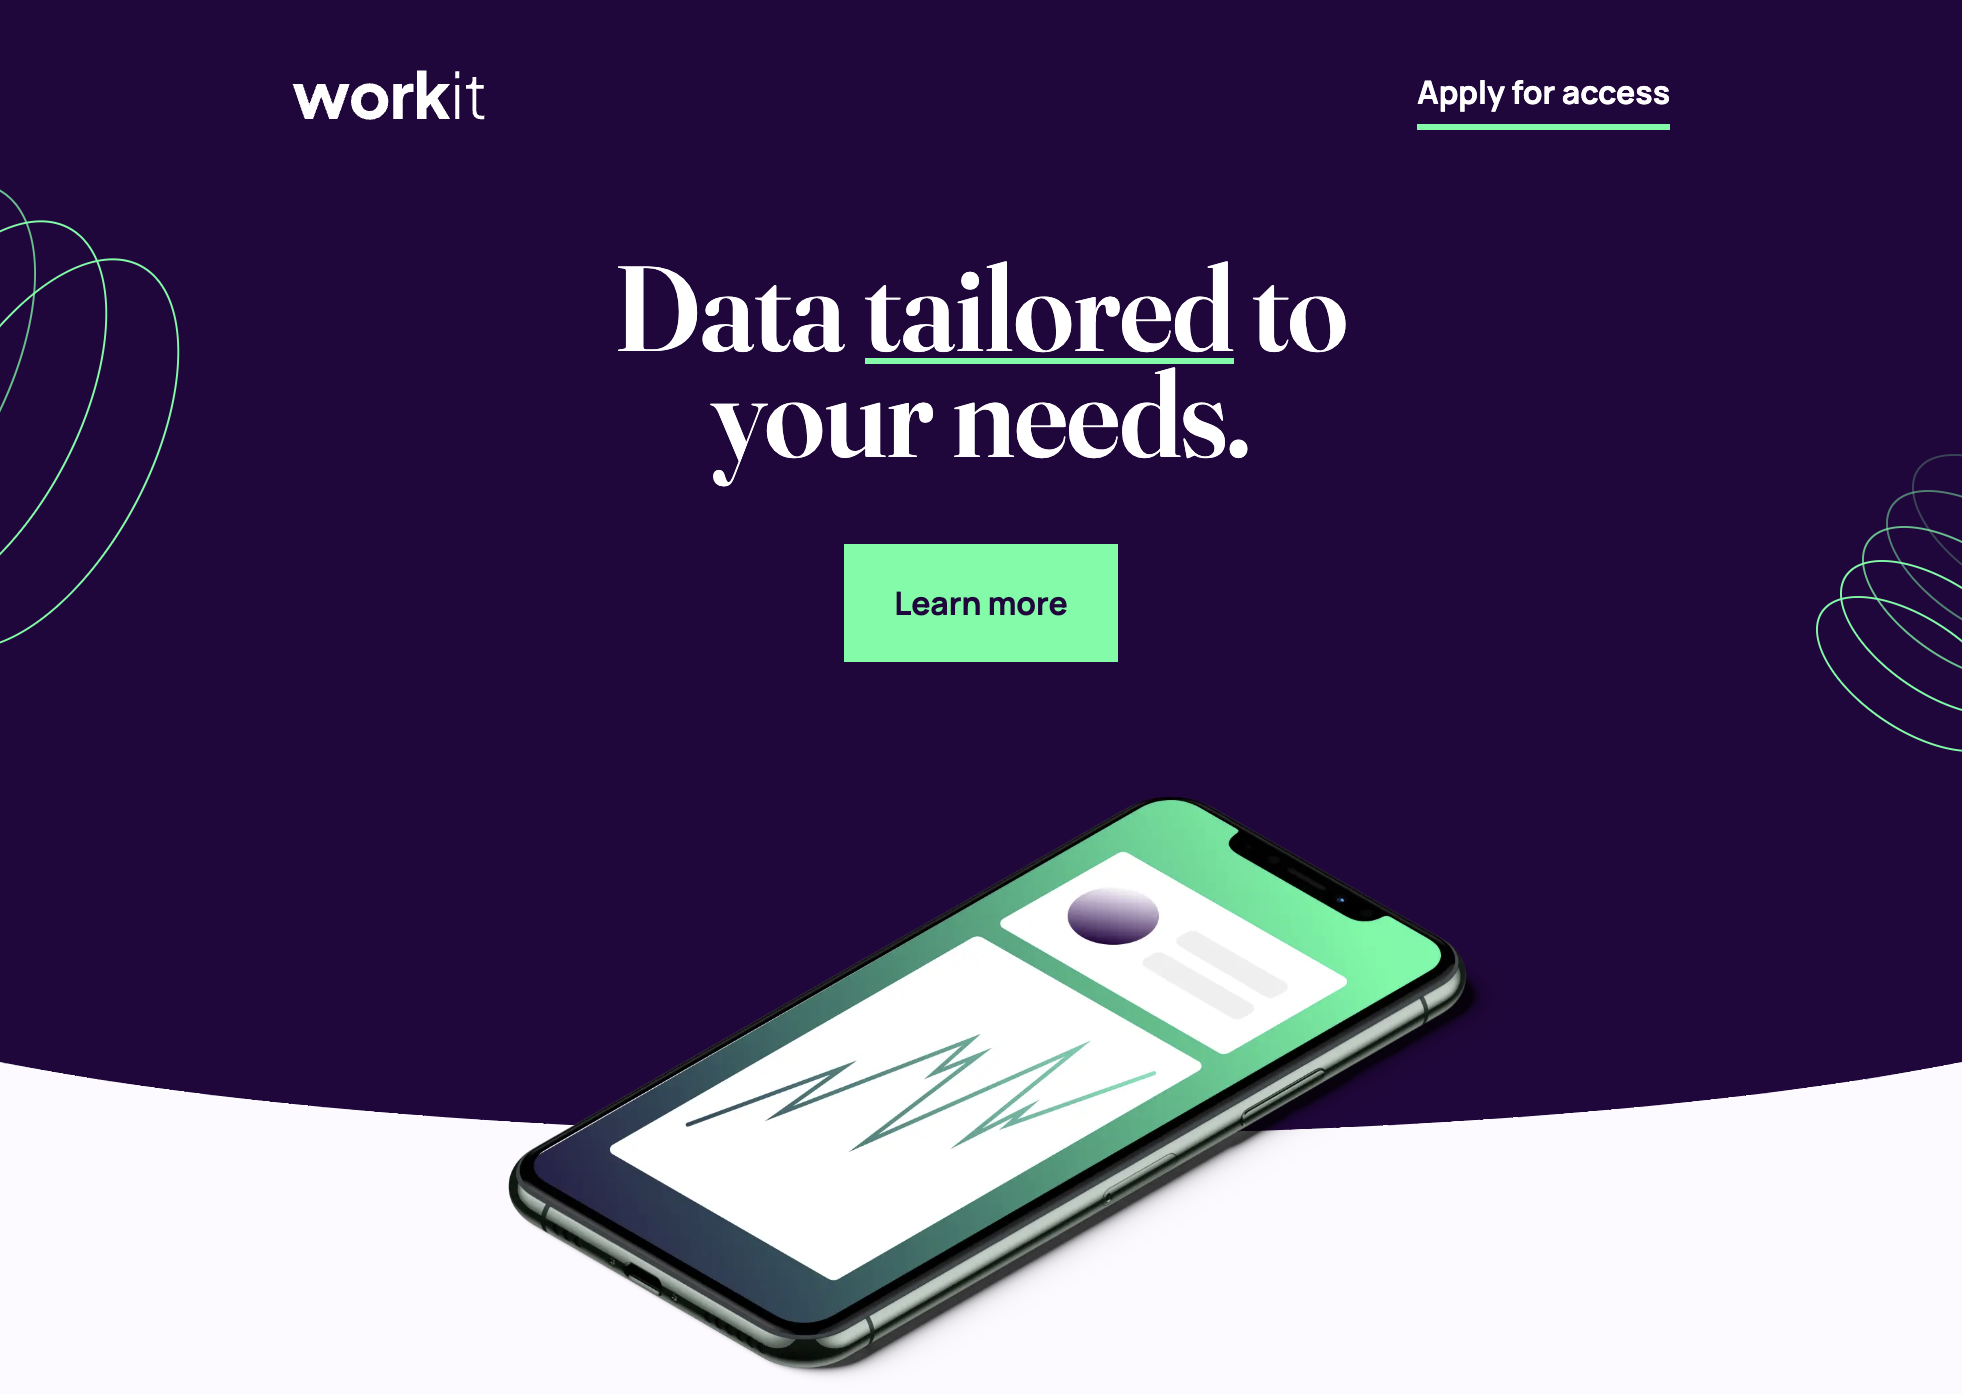 workit
Apply for access
Data tailored to
your needs.
Learn more